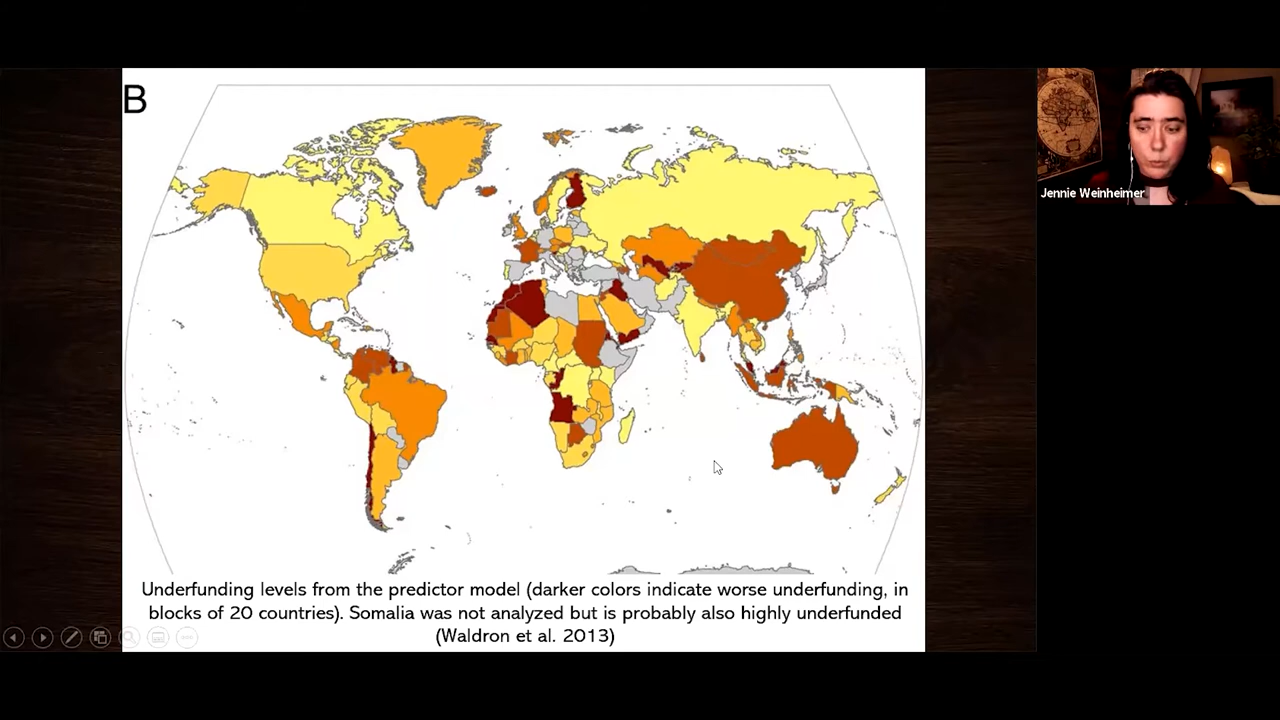 B
Jennie Weinheimer
Underfunding levels from the predictor model (darker colors indicate worse underfunding, in
blocks of 20 countries). Somalia was not analyzed but is probably also highly underfunded
(Waldron et al. 2013)